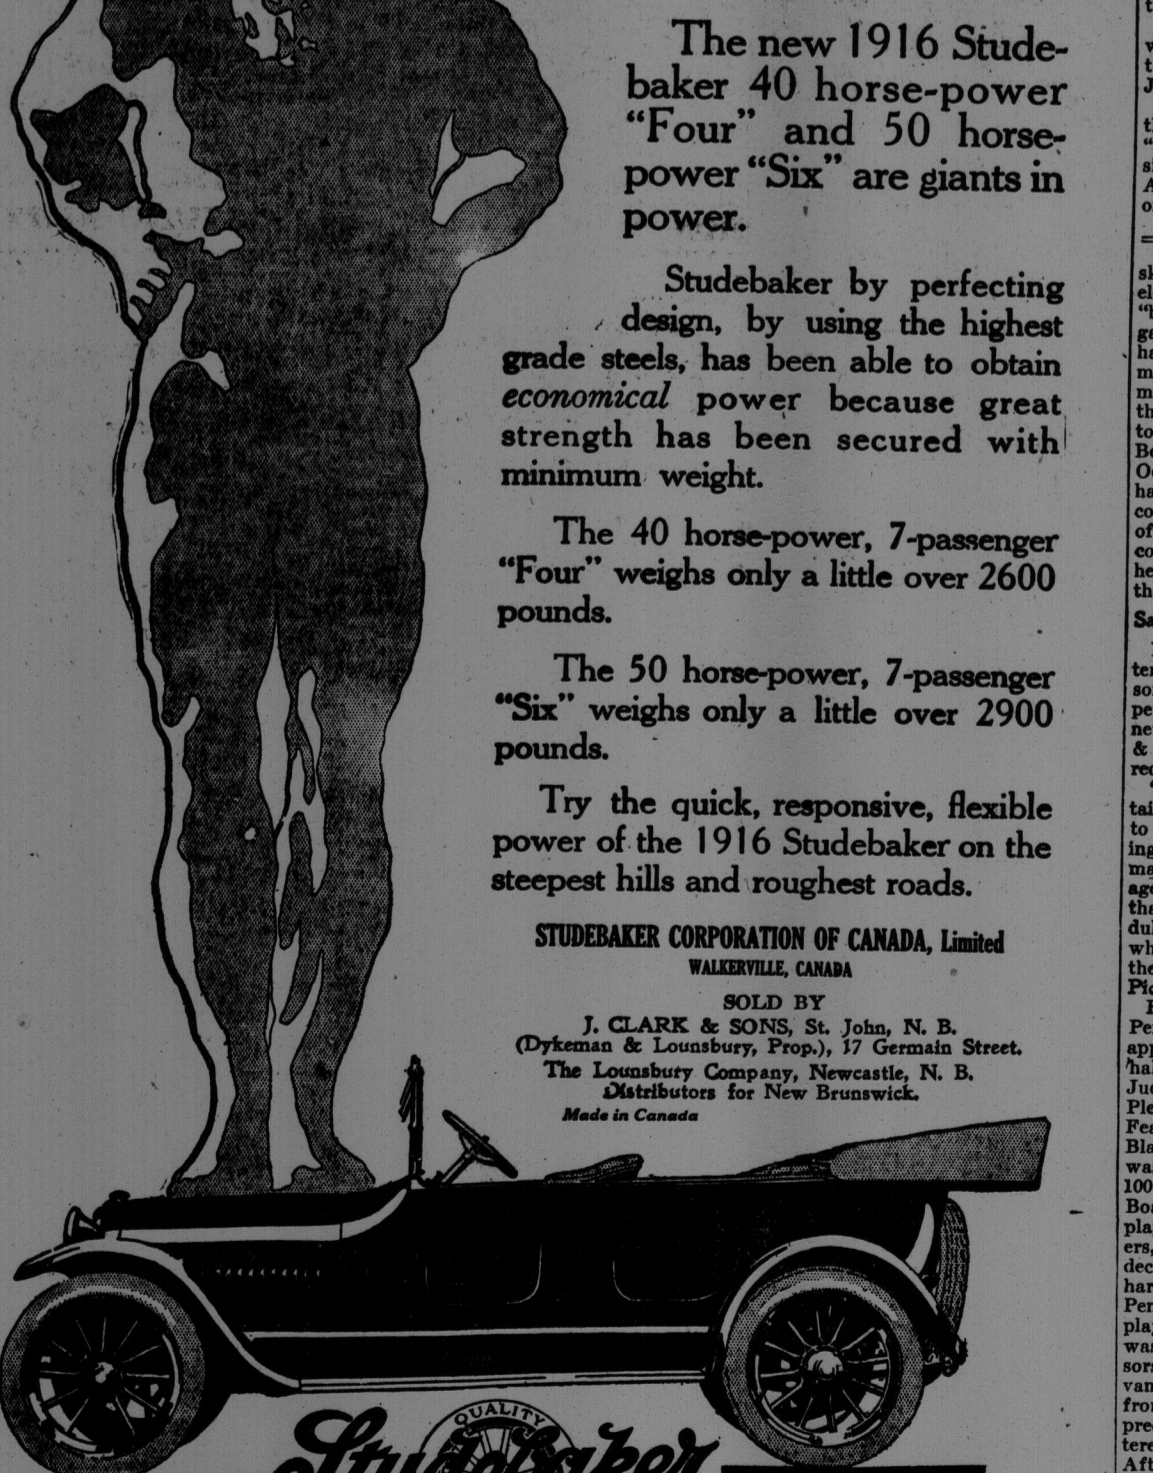 The new 1916 Stude-
baker 40 horse-power
"Four" and 50 horse-
power "Six" are giants in
power.
Studebaker by perfecting
design, by using the highest
grade steels, has been able to obtain
economical power because great
strength has been secured with
minimum weight.
The 40 horse-power, 7-passenger
"Four" weighs only a little over 2600
pounds.
The 50 horse-power, 7-passenger
"Six" weighs only a little over 2900
pounds.
Try the quick, responsive, flexible
power of the 1916 Studebaker on the
steepest hills and roughest roads.
STUDEBAKER CORPORATION OF CANADA, Limited
WALKERVILLE, CANADA
SOLD BY
J. CLARK & SONS, St. John, N. B.
(Dykeman & Lounsbury, Prop.), 17 Germain Street.
The Lounsbury Company, Newcastle, N. B.
Distributors for New Brunswick.
Made in Canada
QUALITY
Studebaker